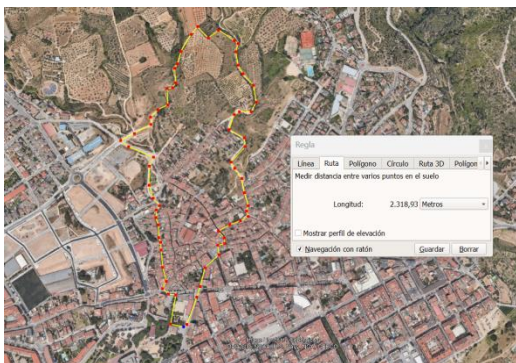 Regla
Línea Ruta Polígono Círculo Ruta 3D Polígon
Medir distancia entre varios puntos en el suelo
Longitud: 2.318,93 Metros
Mostrar perfil de elevación
Navegación con ratón Guardar Borrar